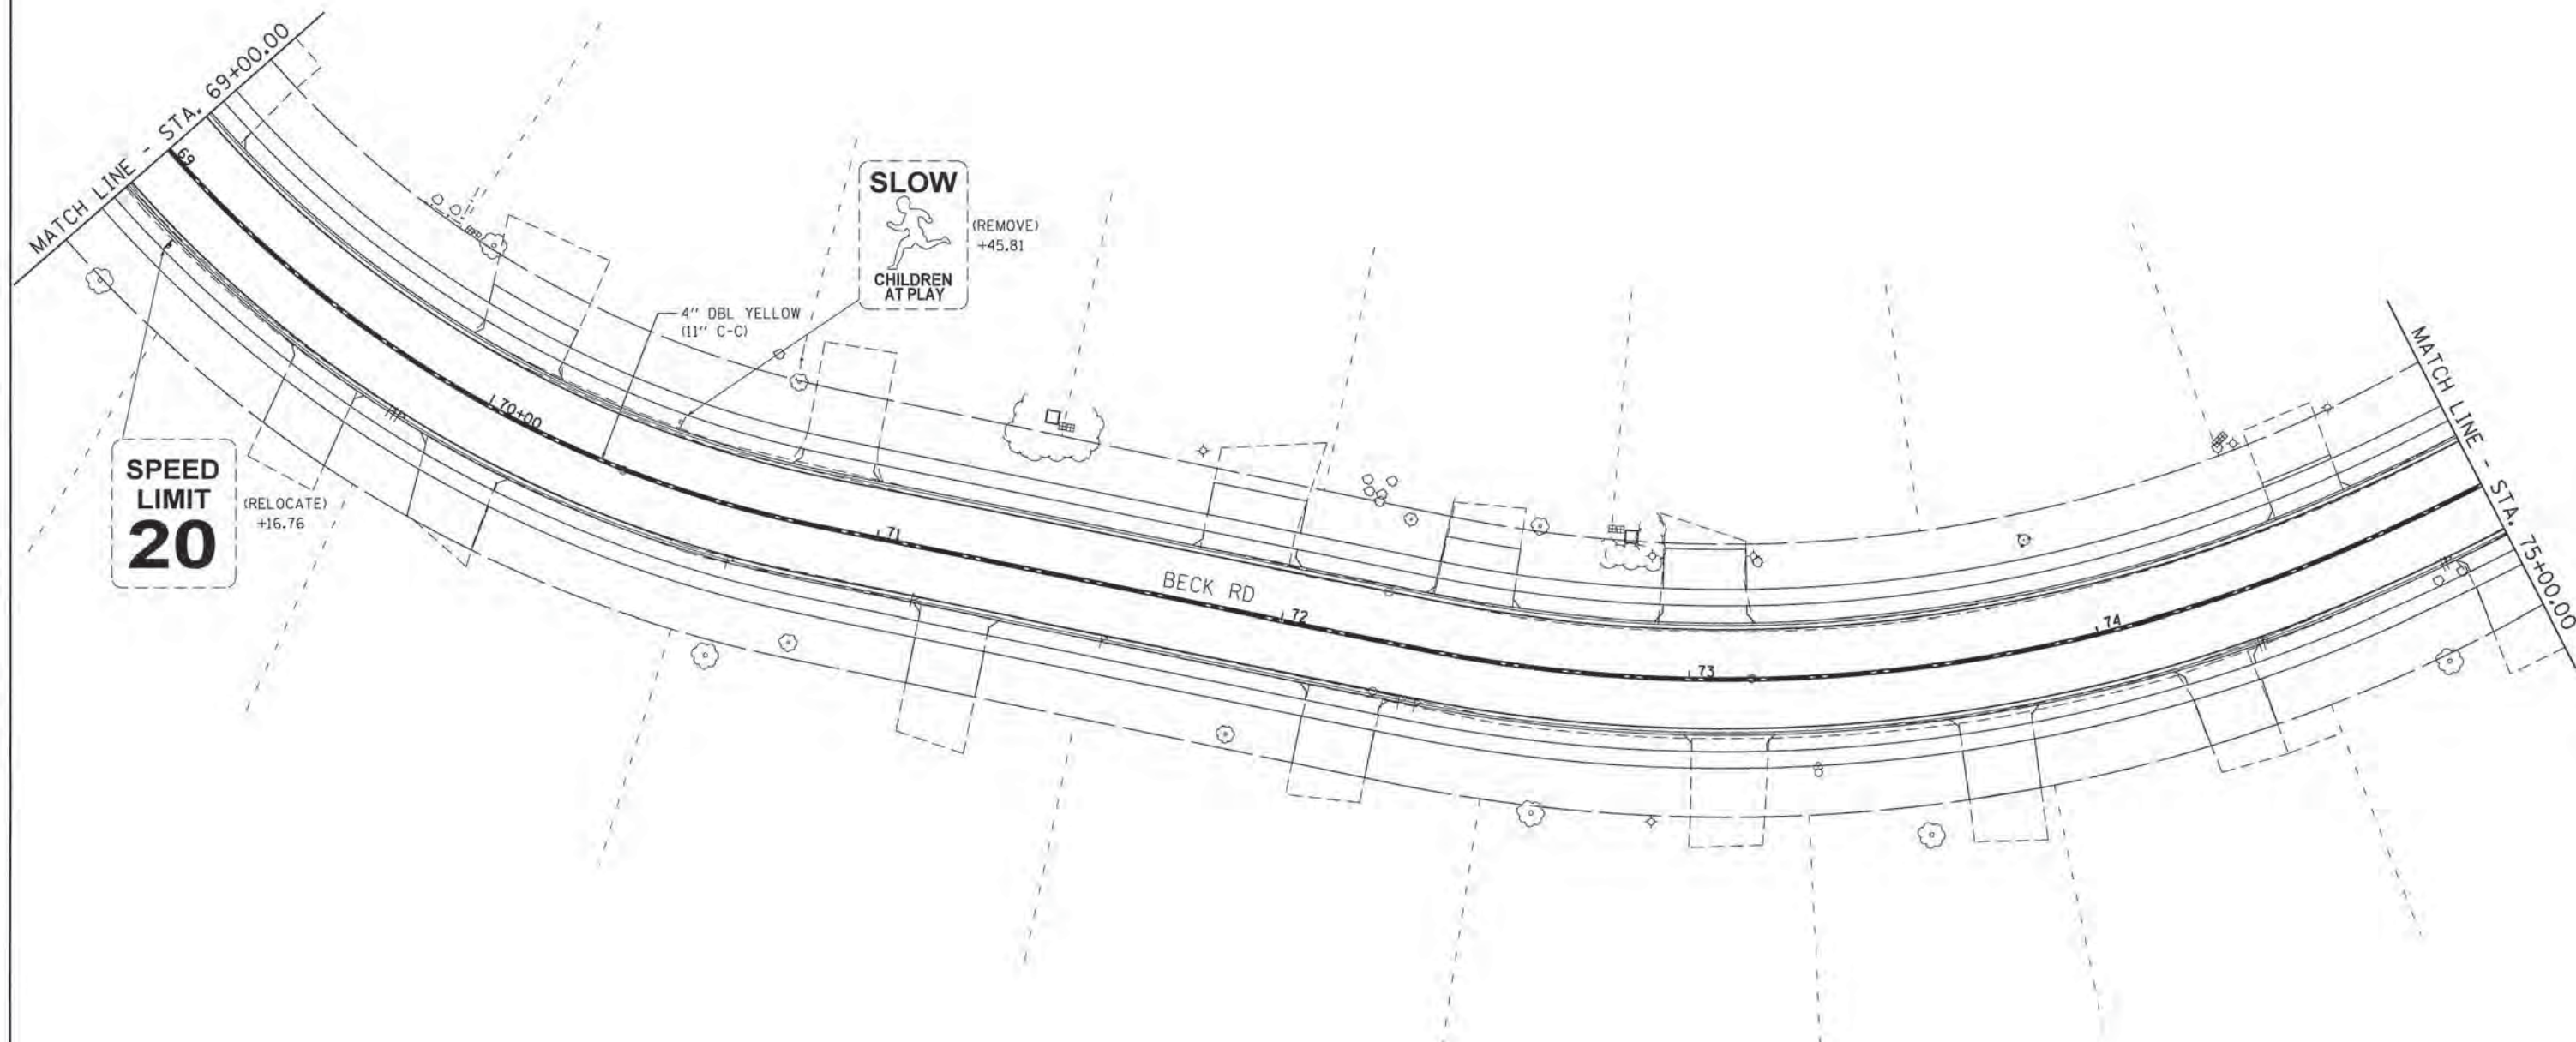 MATCH LINE - STA. 69+00.00
69
SLOW
CHILDREN
AT PLAY
(REMOVE)
+45.81
4'' DBL YELLOW
(11'' C-C)
SPEED
LIMIT
20
(RELOCATE)
+16.76
70+00
71
BECK RD
72
73
74
MATCH LINE - STA. 75+00.00